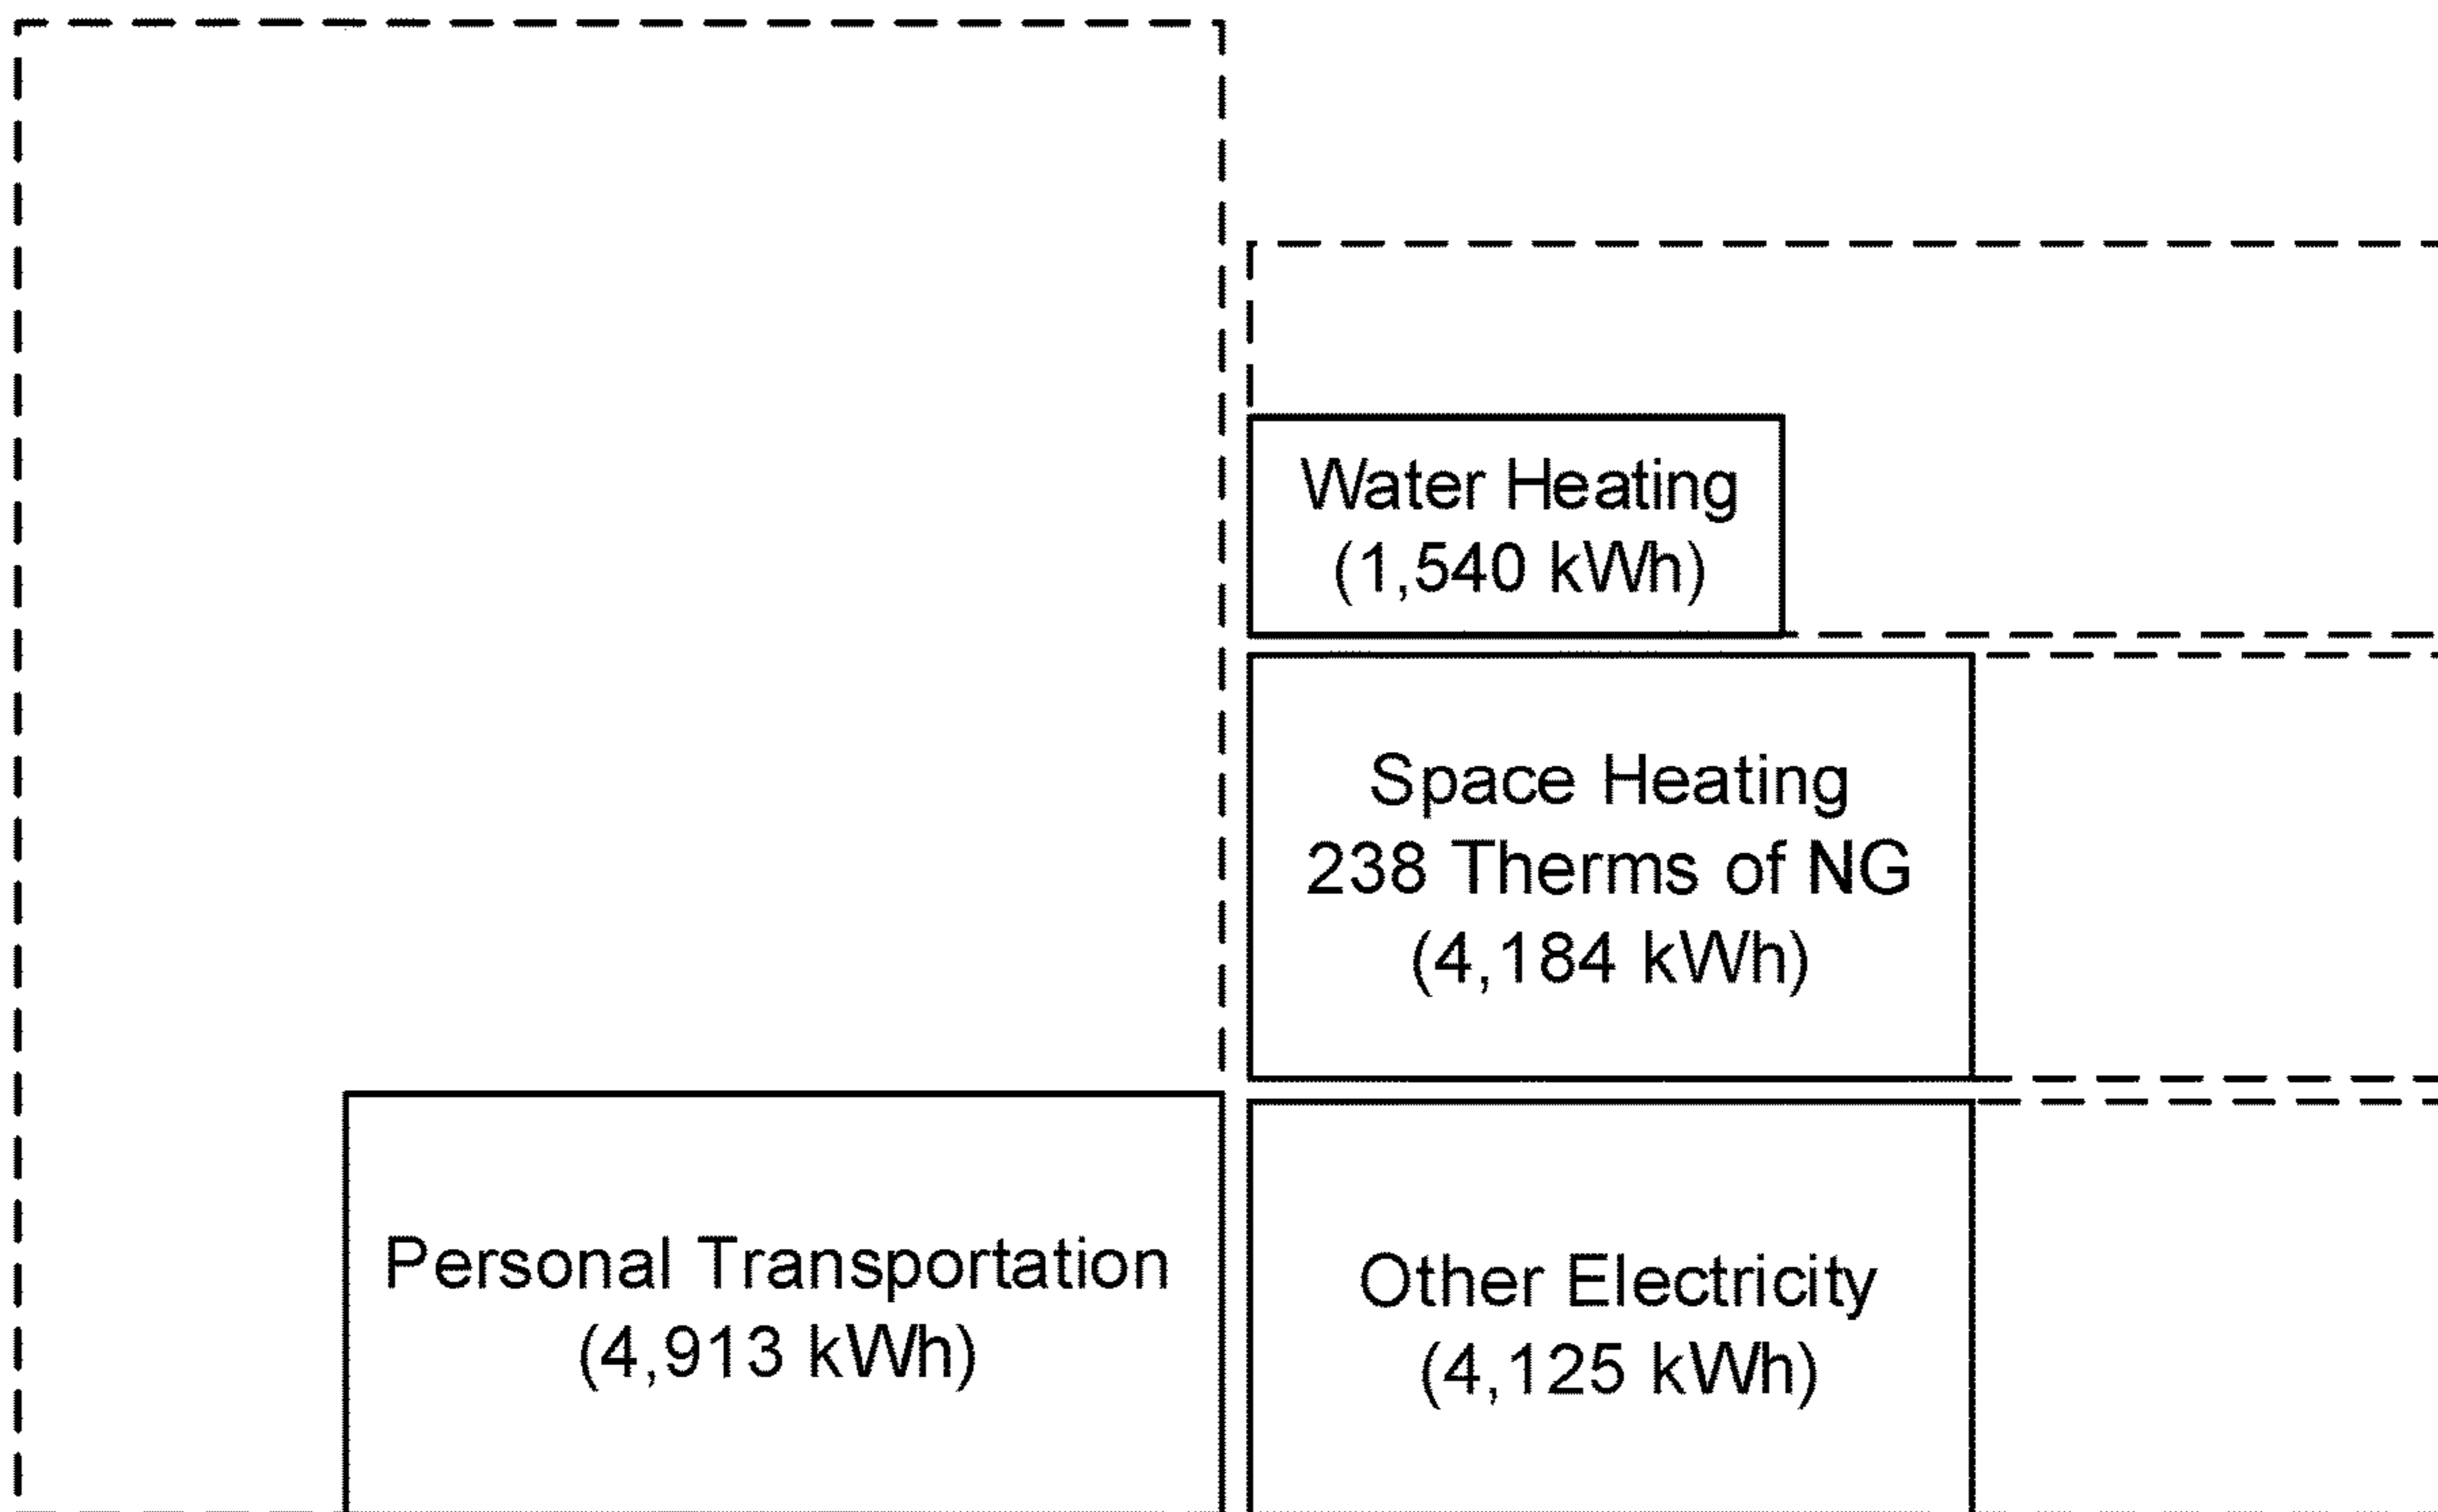 Water Heating
(1,540 kWh)
Space Heating
238 Therms of NG
(4,184 kWh)
Personal Transportation
(4,913 kWh)
Other Electricity
(4,125 kWh)